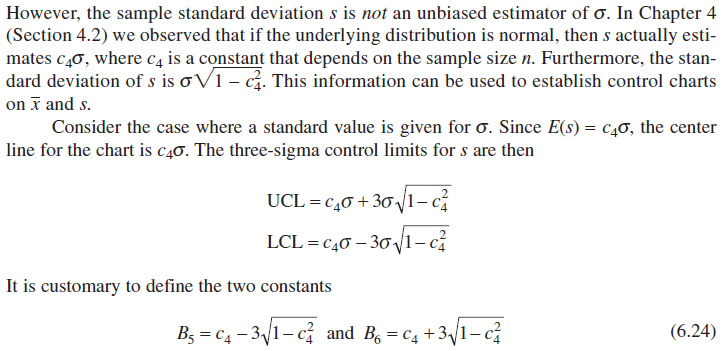 However, the sample standard deviation s is not an unbiased estimator of σ. In Chapter 4
(Section 4.2) we observed that if the underlying distribution is normal, then s actually esti-
mates c₄σ, where c₄ is a constant that depends on the sample size n. Furthermore, the stan-
dard deviation of s is σ√(1 – c₄²). This information can be used to establish control charts
on x̄ and s.
Consider the case where a standard value is given for σ. Since E(s) = c₄σ, the center
line for the chart is c₄σ. The three-sigma control limits for s are then
UCL = c₄σ + 3σ√(1 – c₄²)
LCL = c₄σ – 3σ√(1 – c₄²)
It is customary to define the two constants
B₅ = c₄ – 3√(1 – c₄²) and B₆ = c₄ + 3√(1 – c₄²) (6.24)